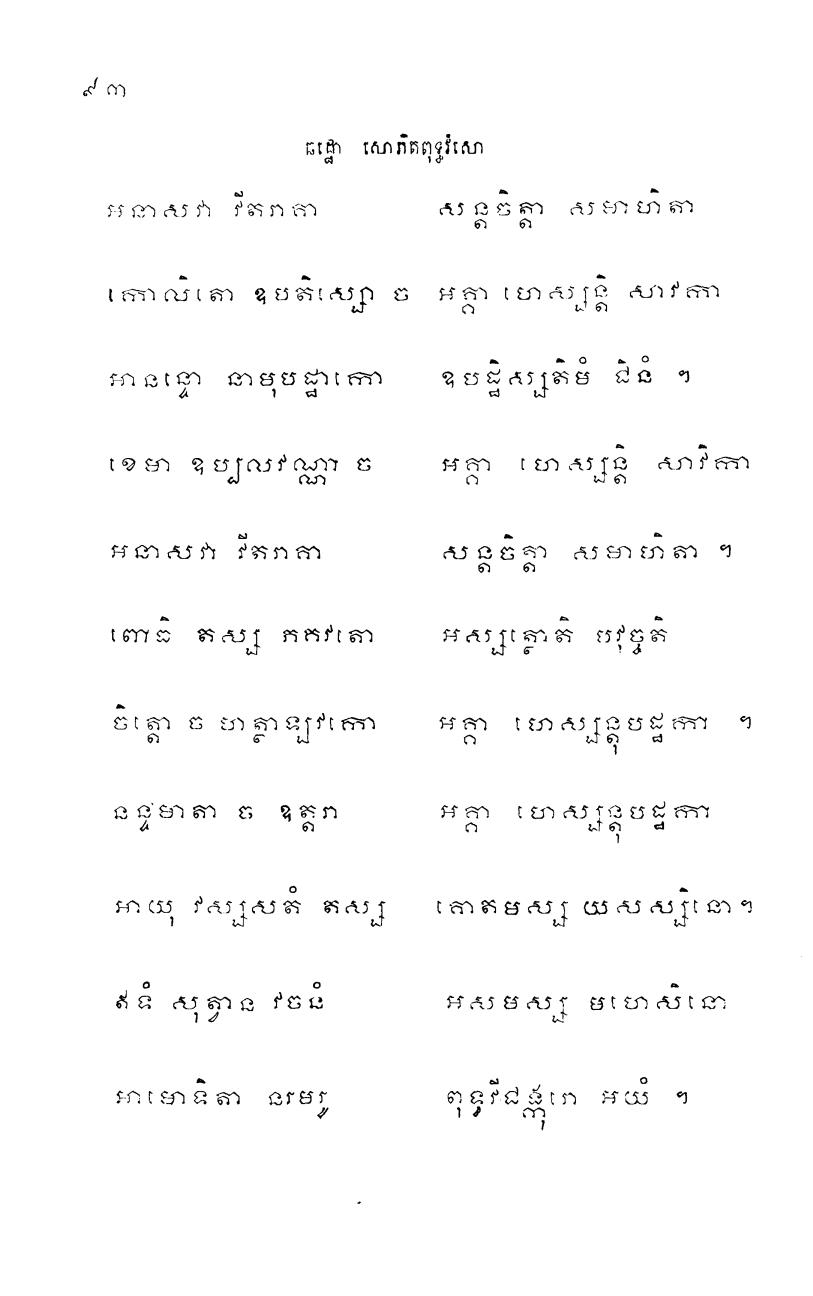 ៩៣
ឆដ្ឋោ សោភិតពុទ្ធវំសោ
អនាសវា វីតរាគា សន្តចិត្តា សមាហិតា
កោលិតោ ឧបតិស្សោ ច អគ្គា ហេស្សន្តិ សាវកា
អានន្ទោ នាមុបដ្ឋាកោ ឧបដ្ឋិស្សតិមំ ជិនំ ។
ខេមា ឧប្បលវណ្ណា ច អគ្គា ហេស្សន្តិ សាវិកា
អនាសវា វីតរាគា សន្តចិត្តា សមាហិតា ។
ពោធិ តស្ស ភគវតោ អស្សត្ថោតិ បវុច្ចតិ
ចិត្តោ ច ហត្ថាឡ្យវកោ អគ្គា ហេស្សន្តុបដ្ឋកា ។
នន្ទមាតា ច ឧត្តរា អគ្គា ហេស្សន្តុបដ្ឋកា
អាយុ វស្សសតំ តស្ស គោតមស្ស យសស្សិនោ។
ឥទំ សុត្វាន វចនំ អសមស្ស មហេសិនោ
អាមោទិតា នរមរូ ពុទ្ធវីជង្កុរោ អយំ ។